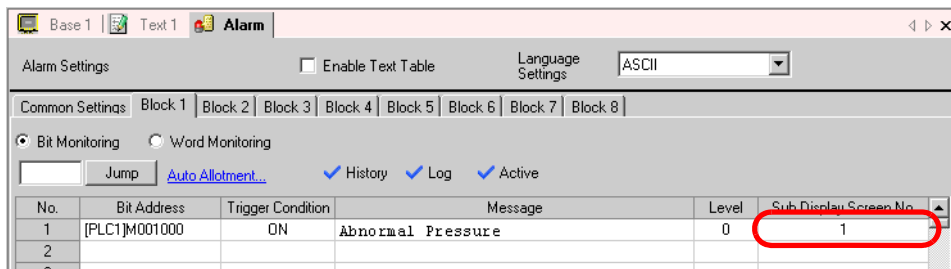 Base 1 Text 1 Alarm
Alarm Settings Enable Text Table Language Settings ASCII
Common Settings Block 1 Block 2 Block 3 Block 4 Block 5 Block 6 Block 7 Block 8
Bit Monitoring Word Monitoring
Jump Auto Allotment... History Log Active
No. Bit Address Trigger Condition Message Level Sub Display Screen No.
1 [PLC1]M001000 ON Abnormal Pressure 0 1
2